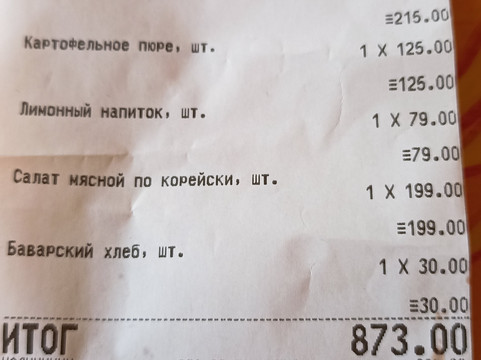 ≡215.00
Картофельное пюре, шт.
1 X 125.00
≡125.00
Лимонный напиток, шт.
1 X 79.00
≡79.00
Салат мясной по корейски, шт.
1 X 199.00
≡199.00
Баварский хлеб, шт.
1 X 30.00
≡30.00
ИТОГ 873.00